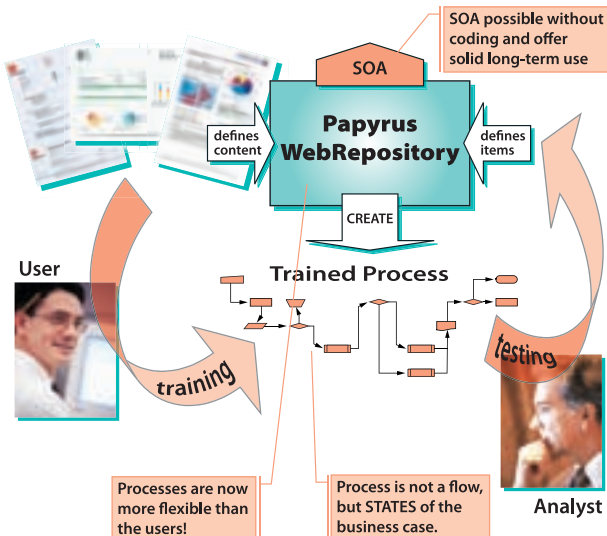 SOA possible without
coding and offer
solid long-term use
SOA
defines
content
Papyrus
WebRepository
defines
items
CREATE
User
Trained Process
training
testing
Processes are now
more flexible than
the users!
Process is not a flow,
but STATES of the
business case.
Analyst